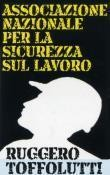 ASSOCIAZIONE
NAZIONALE
PER LA
SICUREZZA
SUL LAVORO
RUGGERO
TOFFOLUTTI